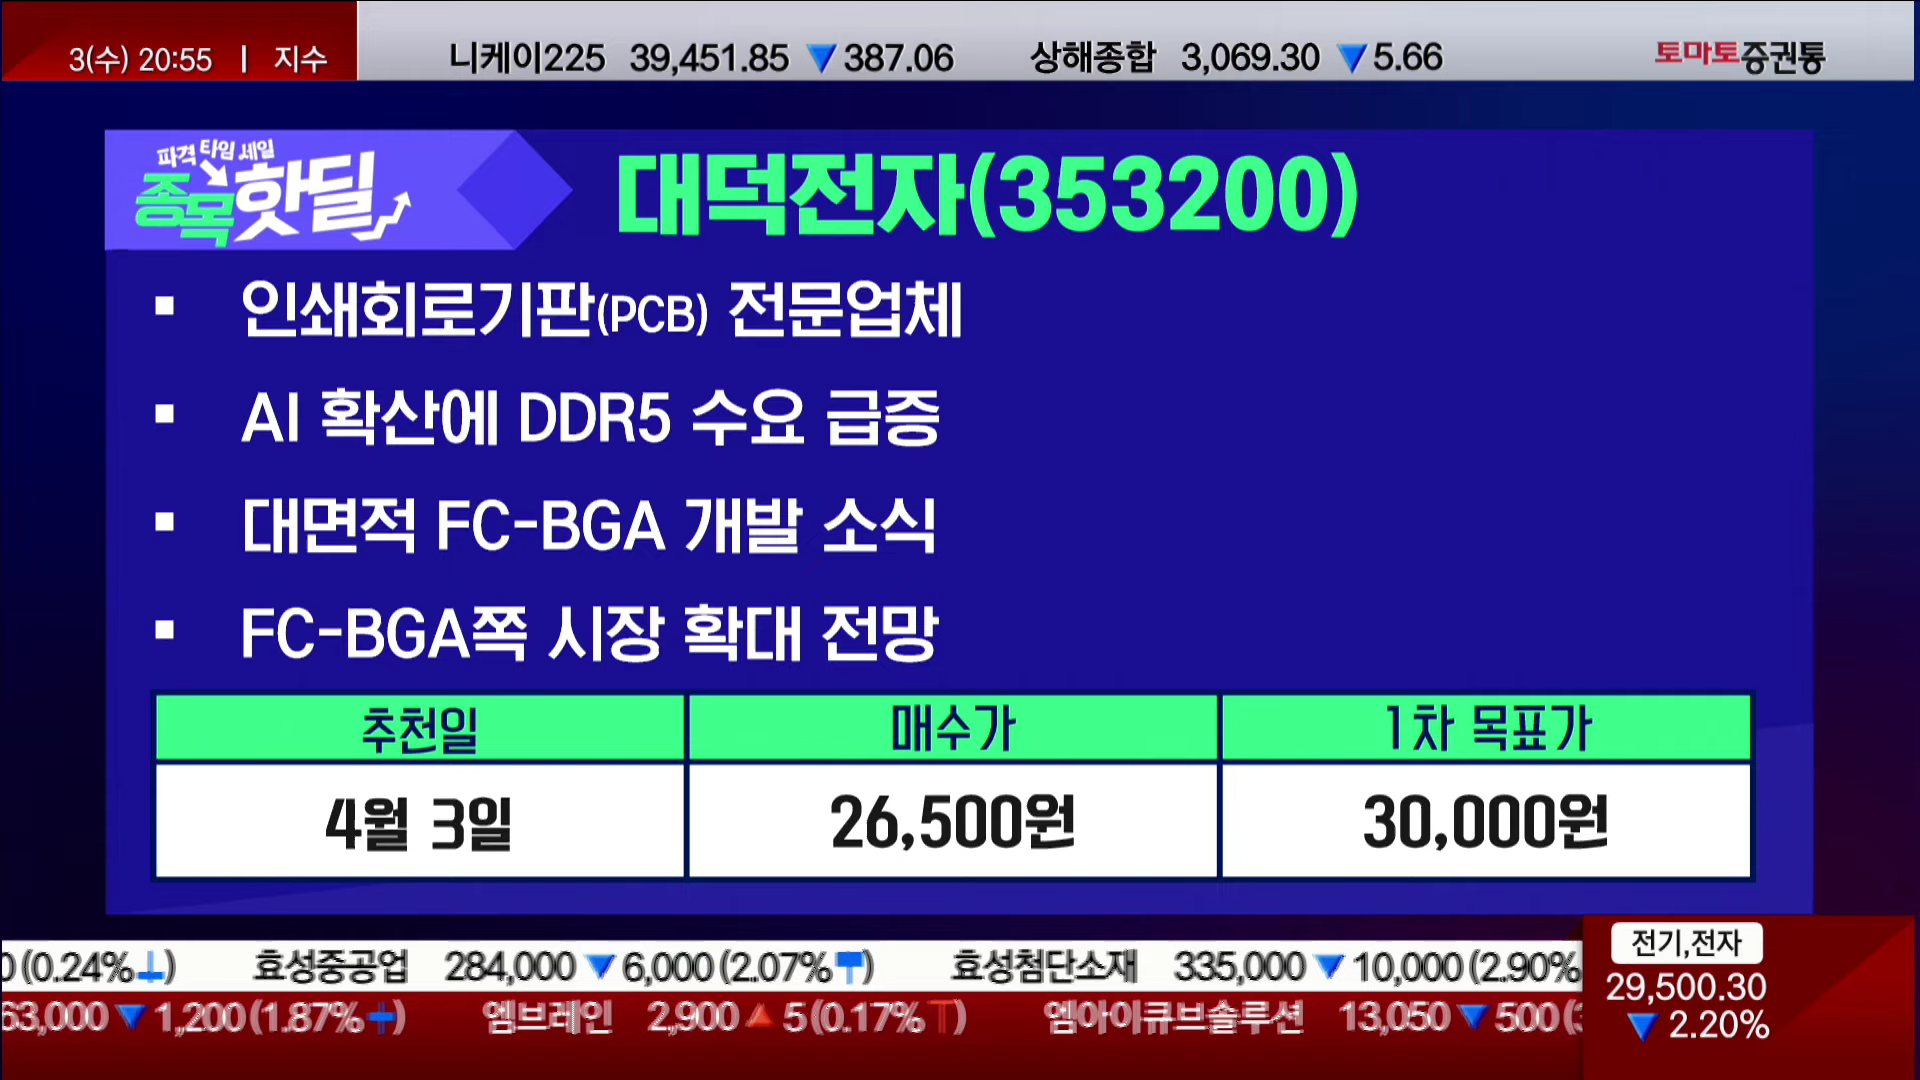 3(수) 20:55 | 지수 니케이225 39,451.85 ▼387.06 상해종합 3,069.30 ▼5.66 토마토증권통
파격 타임 세일
종목핫딜
대덕전자(353200)
▪ 인쇄회로기판(PCB) 전문업체
▪ AI 확산에 DDR5 수요 급증
▪ 대면적 FC-BGA 개발 소식
▪ FC-BGA쪽 시장 확대 전망
추천일 매수가 1차 목표가
4월 3일 26,500원 30,000원
0(0.24%) 효성중공업 284,000 ▼6,000(2.07%) 효성첨단소재 335,000 ▼10,000(2.90%
63,000 ▼1,200(1.87%) 엠브레인 2,900 ▲5(0.17%) 엠아이큐브솔루션 13,050 ▼500(
전기,전자
29,500.30
▼2.20%